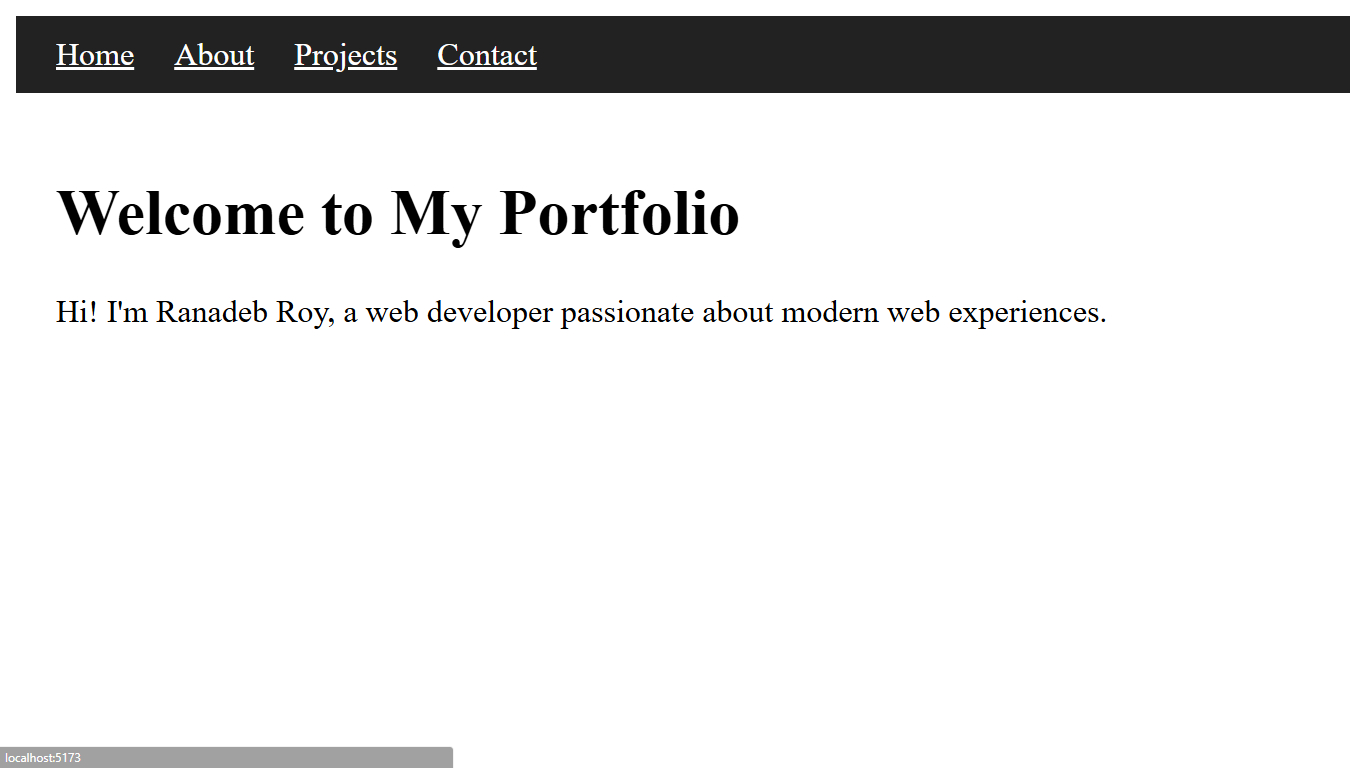 Home About Projects Contact
Welcome to My Portfolio
Hi! I'm Ranadeb Roy, a web developer passionate about modern web experiences.
localhost:5173